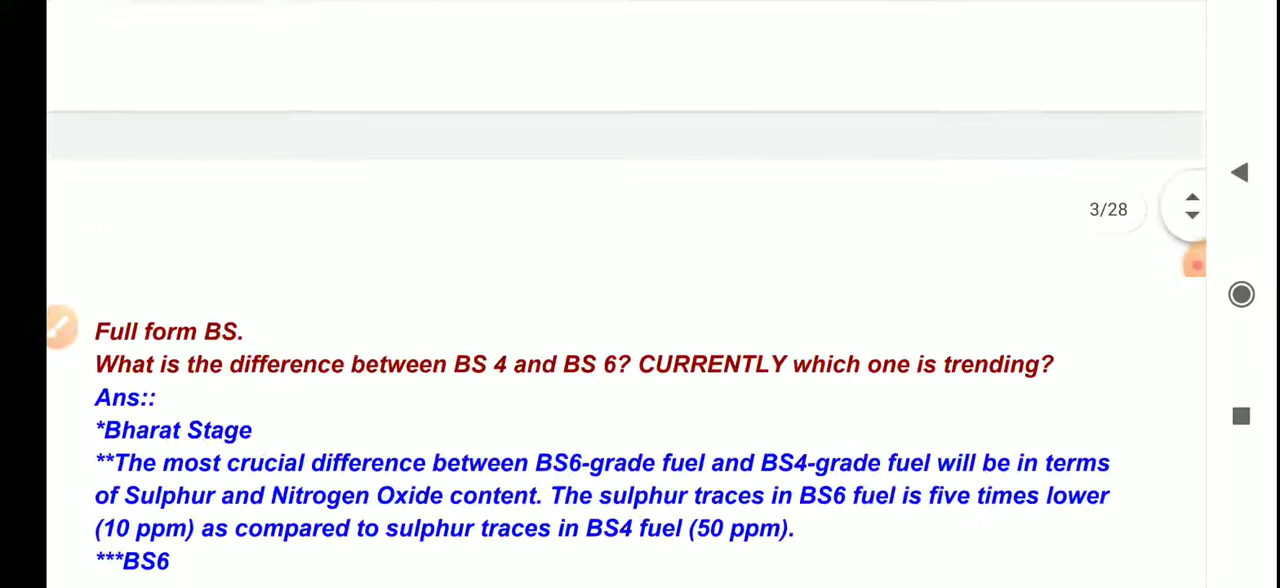 3/28
Full form BS.
What is the difference between BS 4 and BS 6? CURRENTLY which one is trending?
Ans::
*Bharat Stage
**The most crucial difference between BS6-grade fuel and BS4-grade fuel will be in terms
of Sulphur and Nitrogen Oxide content. The sulphur traces in BS6 fuel is five times lower
(10 ppm) as compared to sulphur traces in BS4 fuel (50 ppm).
***BS6